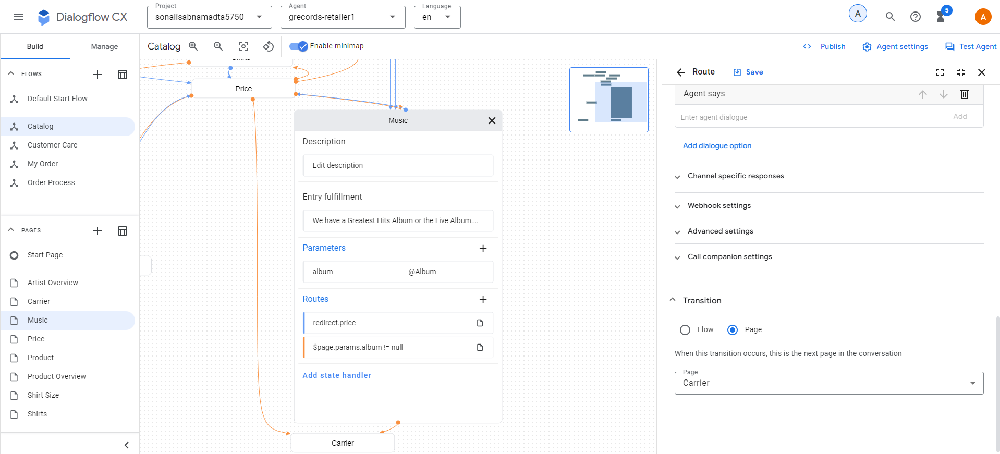 Dialogflow CX
Project
sonalisabnamadta5750
Agent
grecords-retailer1
Language
en
A
5
A
Build
Manage
Catalog
Enable minimap
Publish
Agent settings
Test Agent
FLOWS
Default Start Flow
Catalog
Customer Care
My Order
Order Process
PAGES
Start Page
Artist Overview
Carrier
Music
Price
Product
Product Overview
Shirt Size
Shirts
Price
Music
Description
Edit description
Entry fulfillment
We have a Greatest Hits Album or the Live Album....
Parameters
album @Album
Routes
redirect.price
$page.params.album != null
Add state handler
Carrier
Route
Save
Agent says
Enter agent dialogue
Add
Add dialogue option
Channel specific responses
Webhook settings
Advanced settings
Call companion settings
Transition
Flow
Page
When this transition occurs, this is the next page in the conversation
Page
Carrier